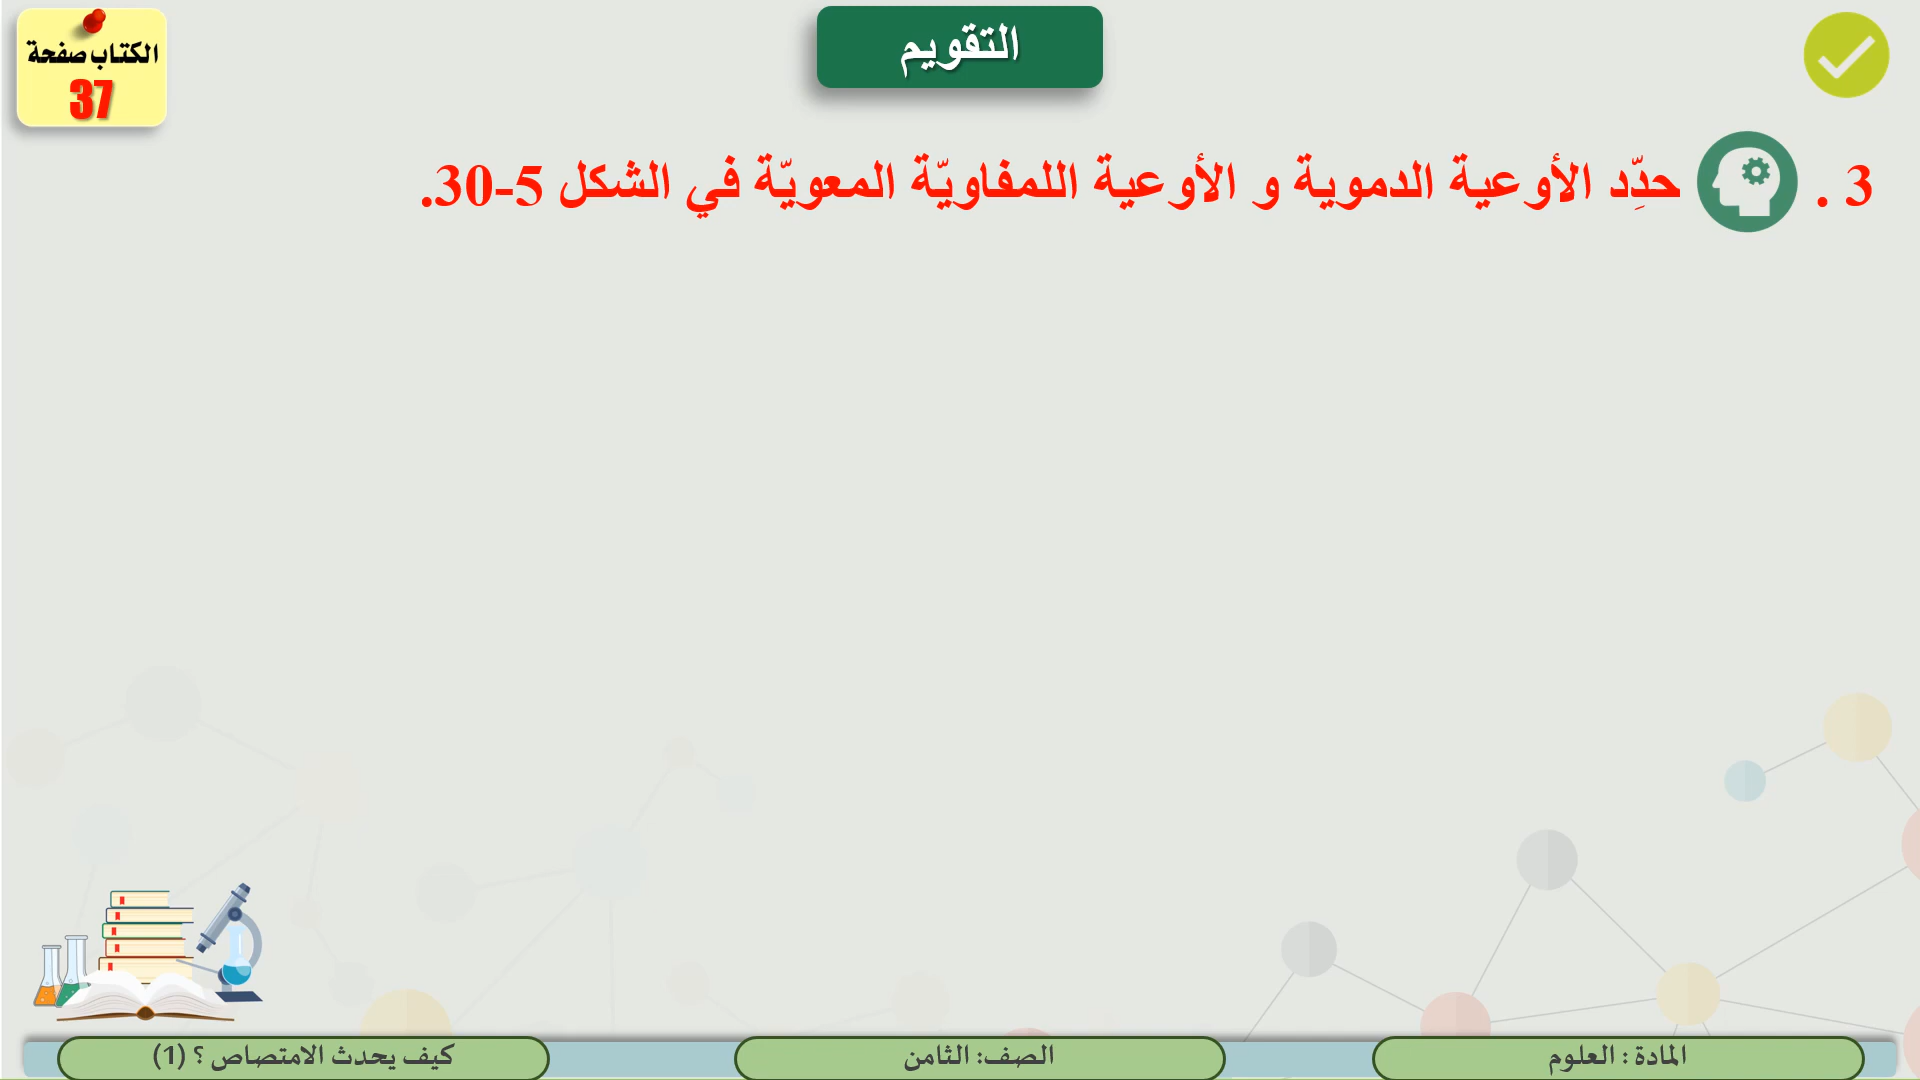 الكتاب صفحة
37
التقويم
3 . حدِّد الأوعية الدموية و الأوعية اللمفاويّة المعويّة في الشكل 5-30.
المادة : العلوم
الصف: الثامن
كيف يحدث الامتصاص ؟ (1)